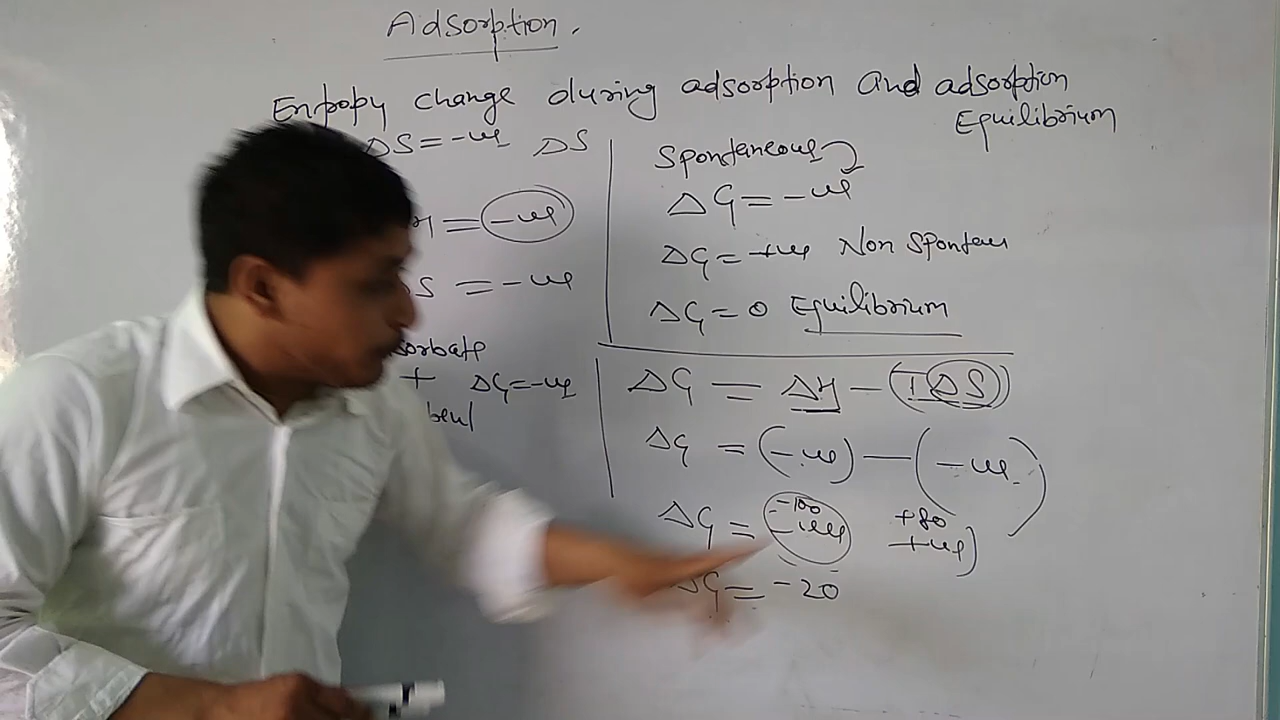 Adsorption.
Entropy change during adsorption and adsorption
Equilibrium
ΔS = -ve ΔS
H = -ve
S = -ve
sorbate
+ ΔG = -ve
bent
Spontaneous
ΔG = -ve
ΔG = +ve Non Spontaneous
ΔG = 0 Equilibrium
ΔG = ΔH - (TΔS)
ΔG = (-ve) - (-ve)
-100 +80
ΔG = -ve +ve)
ΔG = -20